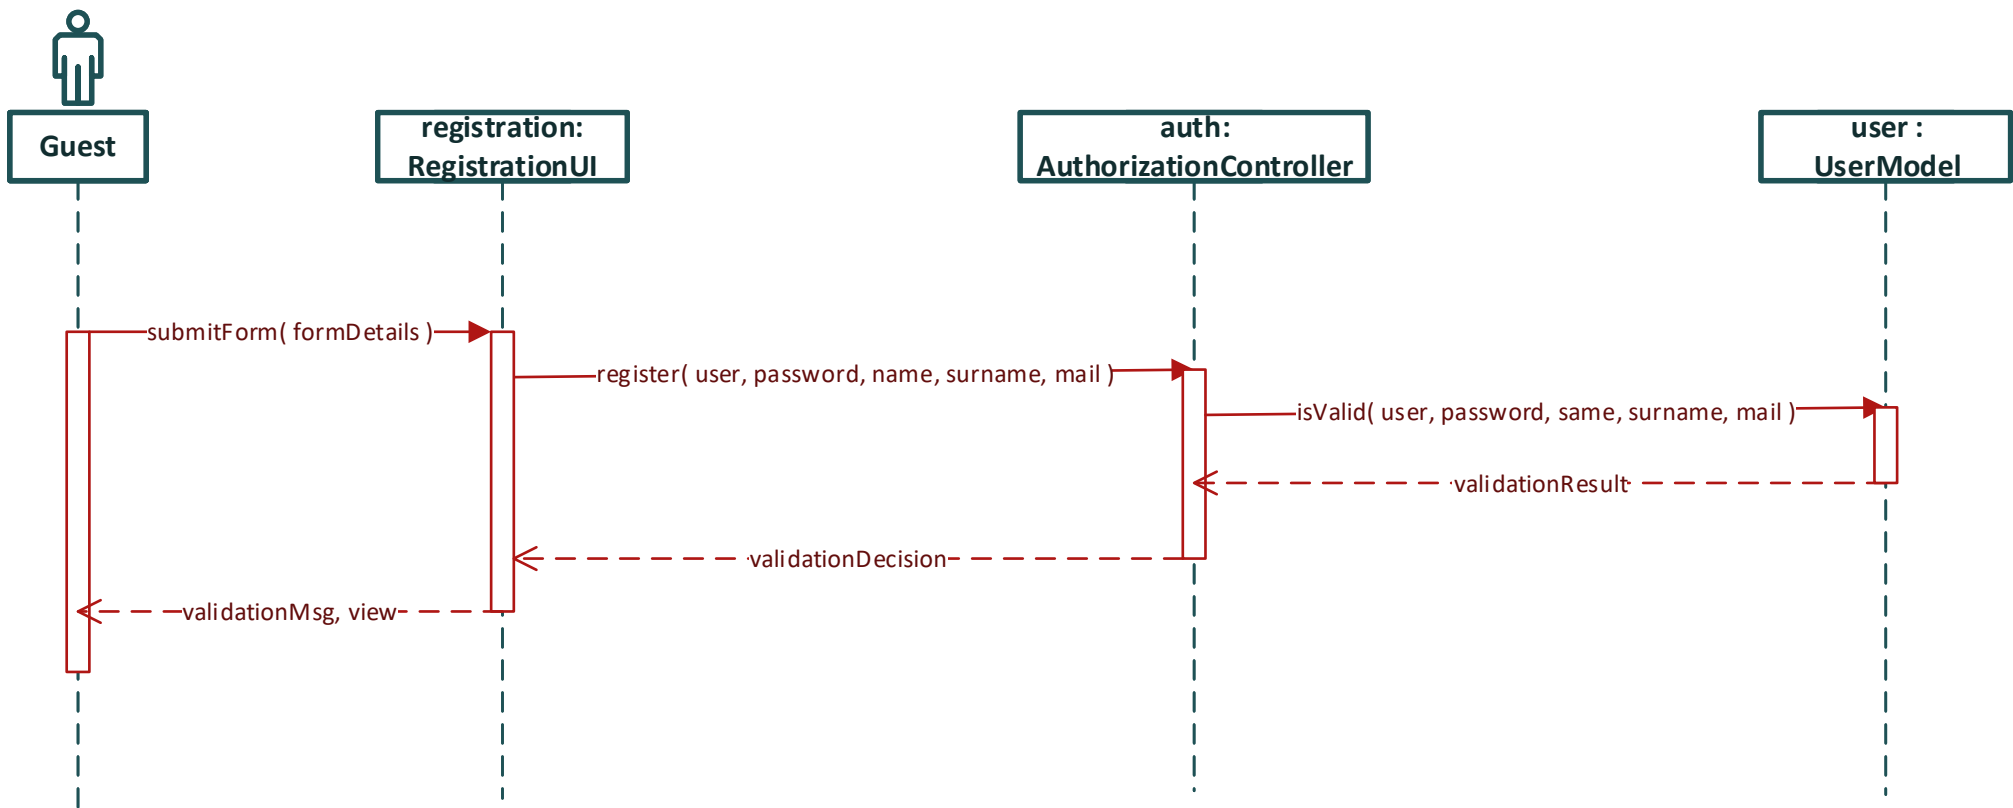 Guest
registration:
RegistrationUI
auth:
AuthorizationController
user :
UserModel
submitForm( formDetails )
register( user, password, name, surname, mail )
isValid( user, password, same, surname, mail )
validationResult
validationDecision
validationMsg, view